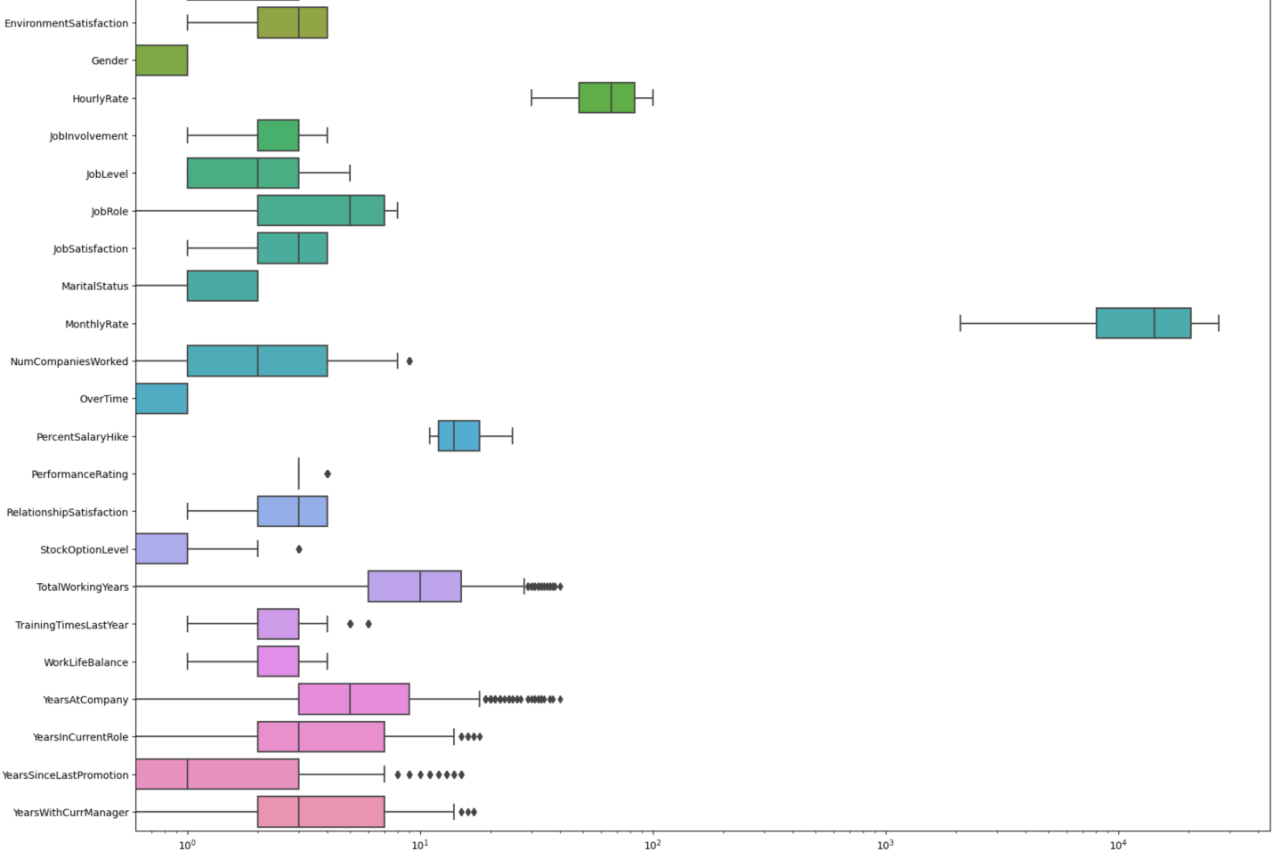 EnvironmentSatisfaction
Gender
HourlyRate
JobInvolvement
JobLevel
JobRole
JobSatisfaction
MaritalStatus
MonthlyRate
NumCompaniesWorked
OverTime
PercentSalaryHike
PerformanceRating
RelationshipSatisfaction
StockOptionLevel
TotalWorkingYears
TrainingTimesLastYear
WorkLifeBalance
YearsAtCompany
YearsInCurrentRole
YearsSinceLastPromotion
YearsWithCurrManager
10⁰ 10¹ 10² 10³ 10⁴